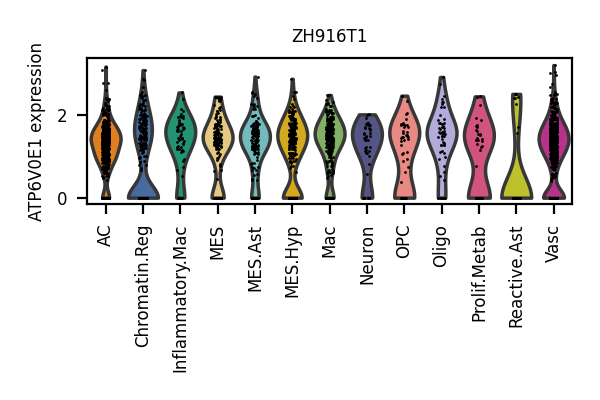 ZH916T1
ATP6V0E1 expression
2
0
AC
Chromatin.Reg
Inflammatory.Mac
MES
MES.Ast
MES.Hyp
Mac
Neuron
OPC
Oligo
Prolif.Metab
Reactive.Ast
Vasc